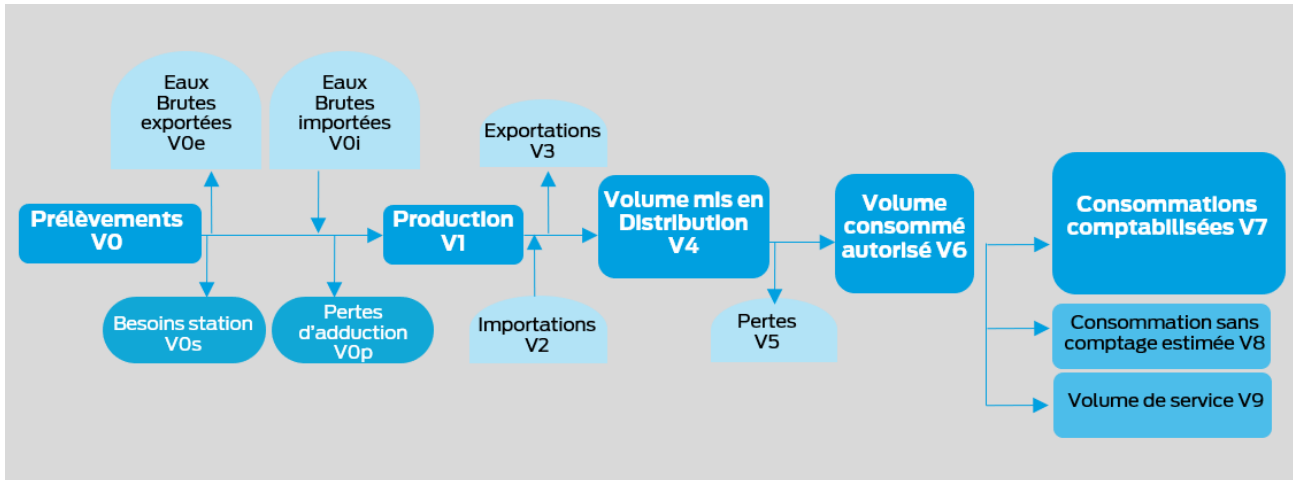 Eaux
Brutes
exportées
V0e
Eaux
Brutes
importées
V0i
Exportations
V3
Prélèvements
V0
Production
V1
Volume mis en
Distribution
V4
Volume
consommé
autorisé V6
Consommations
comptabilisées V7
Besoins station
V0s
Pertes
d'adduction
V0p
Importations
V2
Pertes
V5
Consommation sans
comptage estimée V8
Volume de service V9